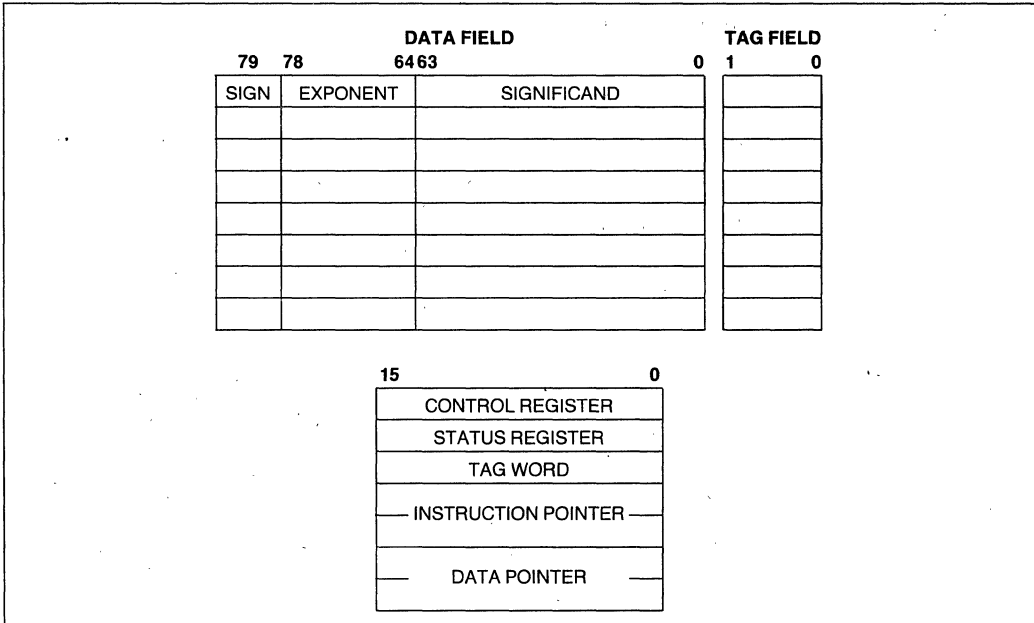 DATA FIELD TAG FIELD
79 78 64 63 0 1 0
SIGN EXPONENT SIGNIFICAND
15 0
CONTROL REGISTER
STATUS REGISTER
TAG WORD
INSTRUCTION POINTER
DATA POINTER